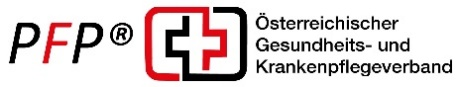 PFP®
Österreichischer
Gesundheits- und
Krankenpflegeverband